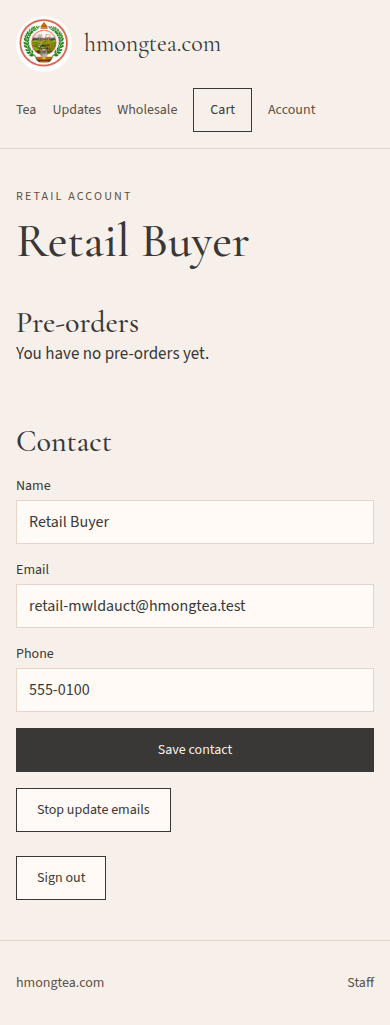 hmongtea.com
Tea Updates Wholesale Cart Account
RETAIL ACCOUNT
Retail Buyer
Pre-orders
You have no pre-orders yet.
Contact
Name
Retail Buyer
Email
retail-mwldauct@hmongtea.test
Phone
555-0100
Save contact
Stop update emails
Sign out
hmongtea.com Staff